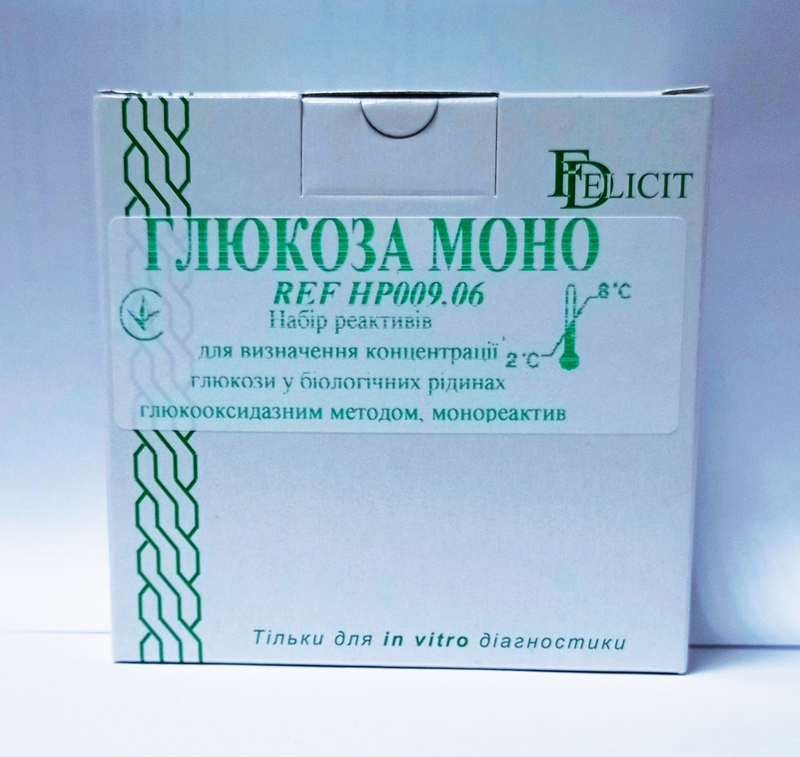 FELICIT
ГЛЮКОЗА МОНО
REF HP009.06
Набір реактивів
8°C
для визначення концентрації
2°C
глюкози у біологічних рідинах
глюкооксидазним методом, монореактив
Тільки для in vitro діагностики